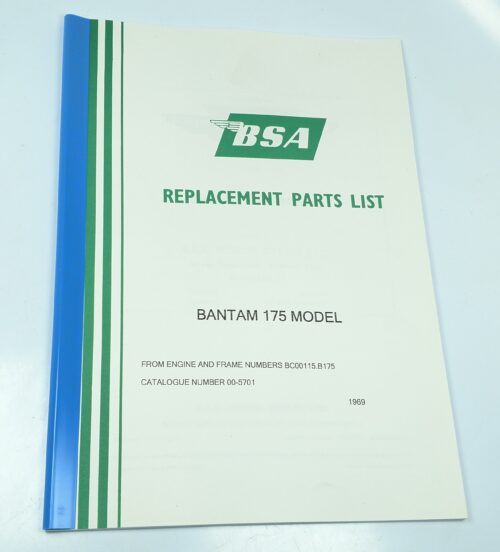 BSA
REPLACEMENT PARTS LIST
BANTAM 175 MODEL
FROM ENGINE AND FRAME NUMBERS BC00115.B175
CATALOGUE NUMBER 00-5701
1969